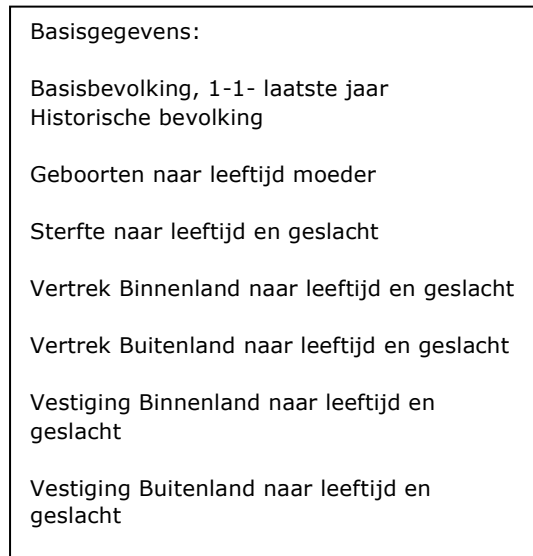 Basisgegevens:
Basisbevolking, 1-1- laatste jaar
Historische bevolking
Geboorten naar leeftijd moeder
Sterfte naar leeftijd en geslacht
Vertrek Binnenland naar leeftijd en geslacht
Vertrek Buitenland naar leeftijd en geslacht
Vestiging Binnenland naar leeftijd en
geslacht
Vestiging Buitenland naar leeftijd en
geslacht